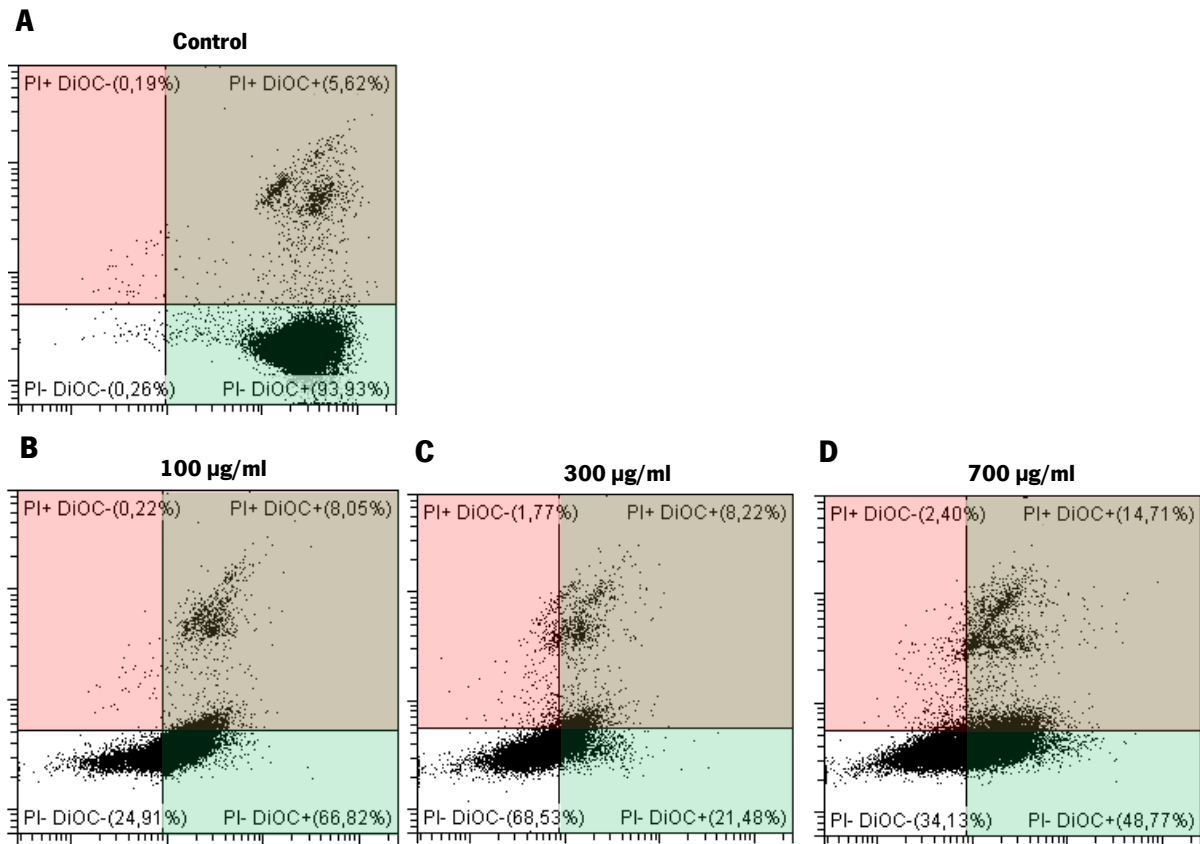 A
Control
PI+ DiOC-(0,19%) PI+ DiOC+(5,62%)
PI- DiOC-(0,26%) PI- DiOC+(93,93%)
B
100 µg/ml
PI+ DiOC-(0,22%) PI+ DiOC+(8,05%)
PI- DiOC-(24,91%) PI- DiOC+(66,82%)
C
300 µg/ml
PI+ DiOC-(1,77%) PI+ DiOC+(8,22%)
PI- DiOC-(68,53%) PI- DiOC+(21,48%)
D
700 µg/ml
PI+ DiOC-(2,40%) PI+ DiOC+(14,71%)
PI- DiOC-(34,13%) PI- DiOC+(48,77%)